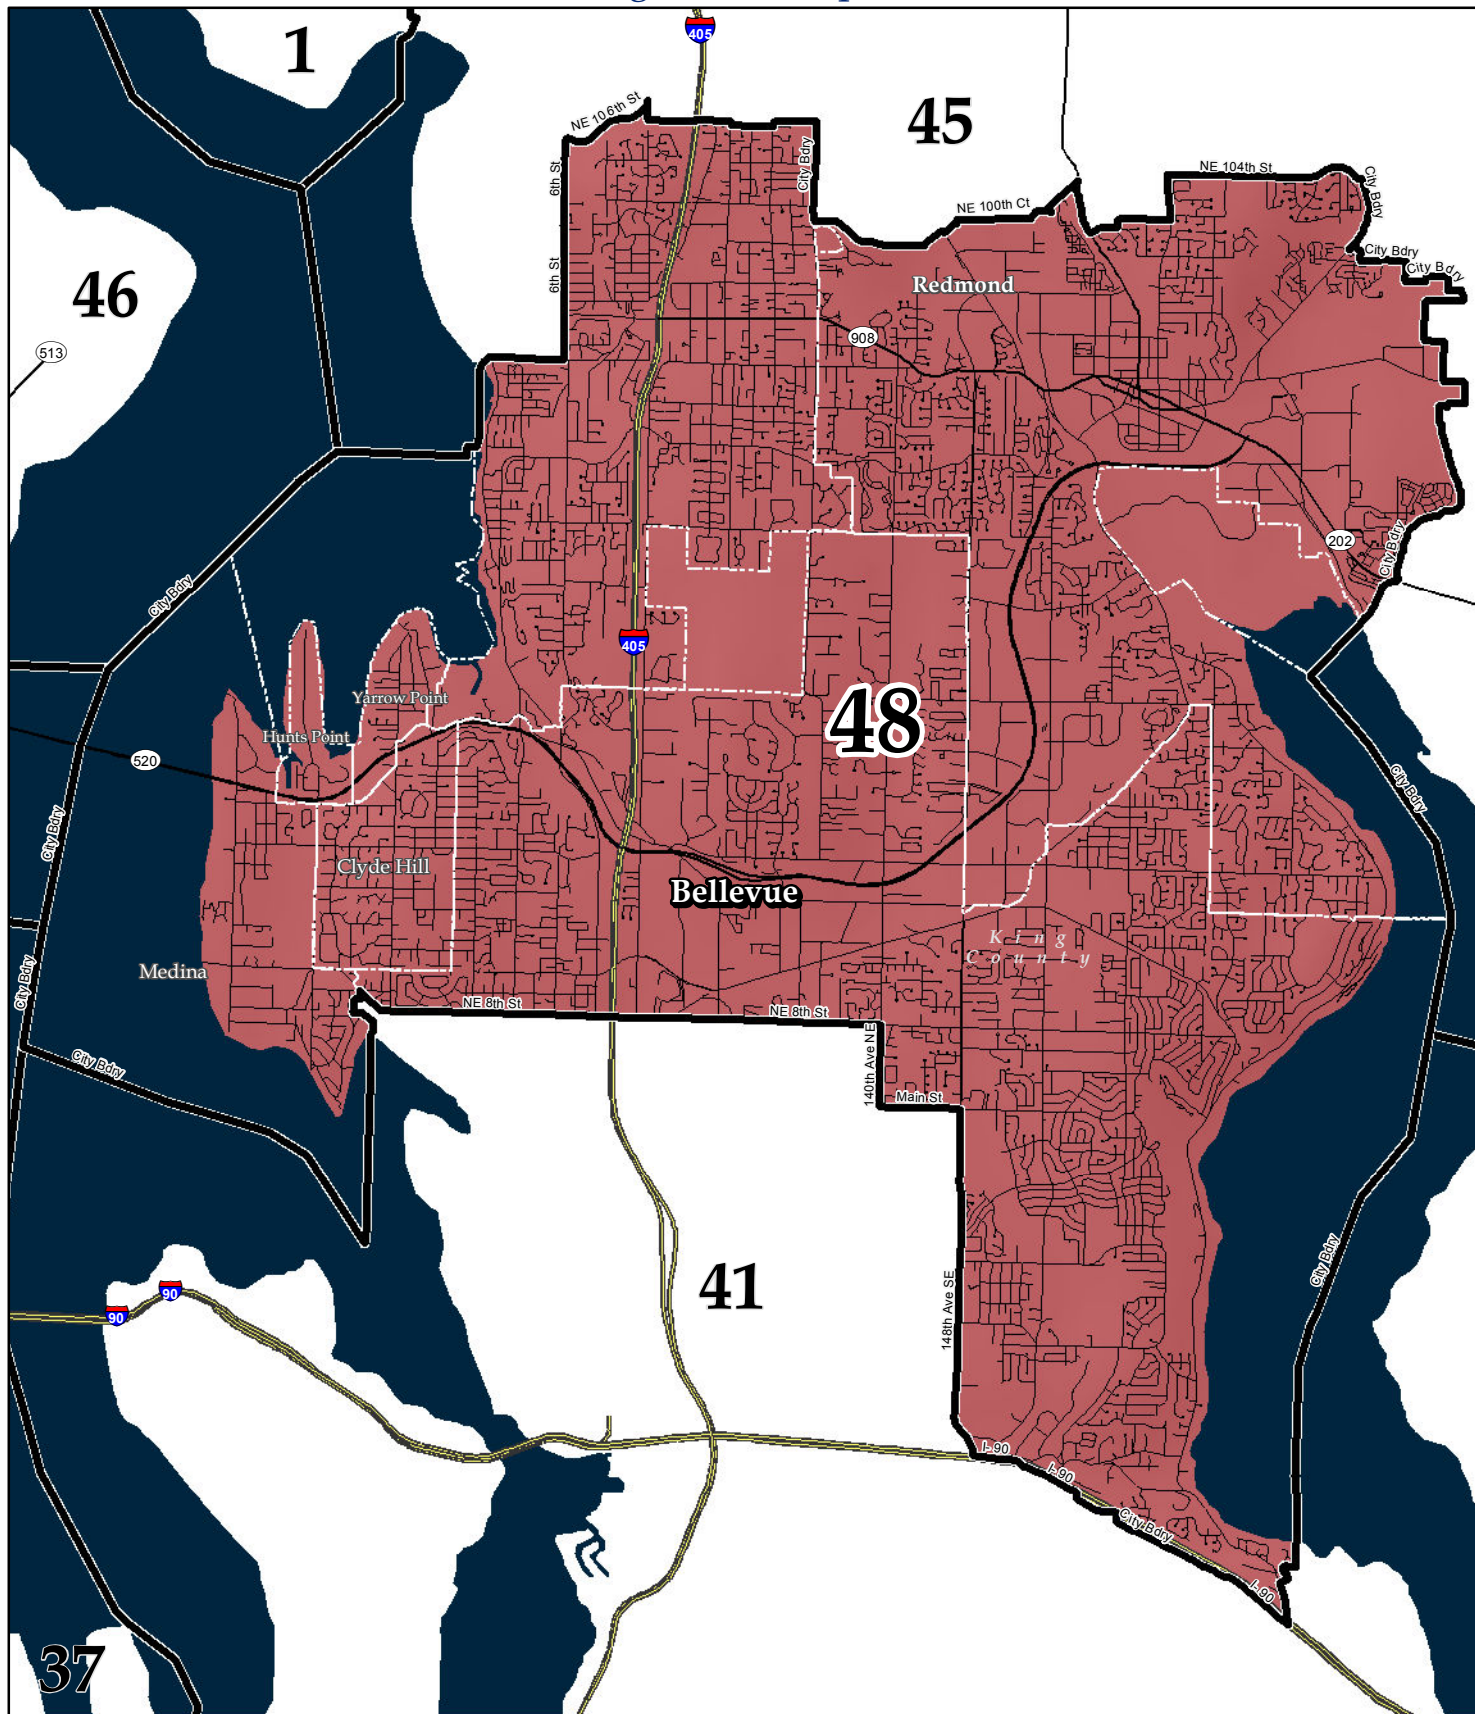 405
1
NE 106th St
45
City Bdry
NE 104th St
City Bdry
6th St
NE 100th Ct
City Bdry
City Bdry
6th St
46
Redmond
908
513
202
City Bdry
City Bdry
405
Yarrow Point
48
Hunts Point
520
City Bdry
City Bdry
Clyde Hill
Bellevue
King
County
Medina
City Bdry
NE 8th St
NE 8th St
140th Ave NE
City Bdry
Main St
City Bdry
41
90
90
148th Ave SE
I-90
I-90
City Bdry
I-90
37